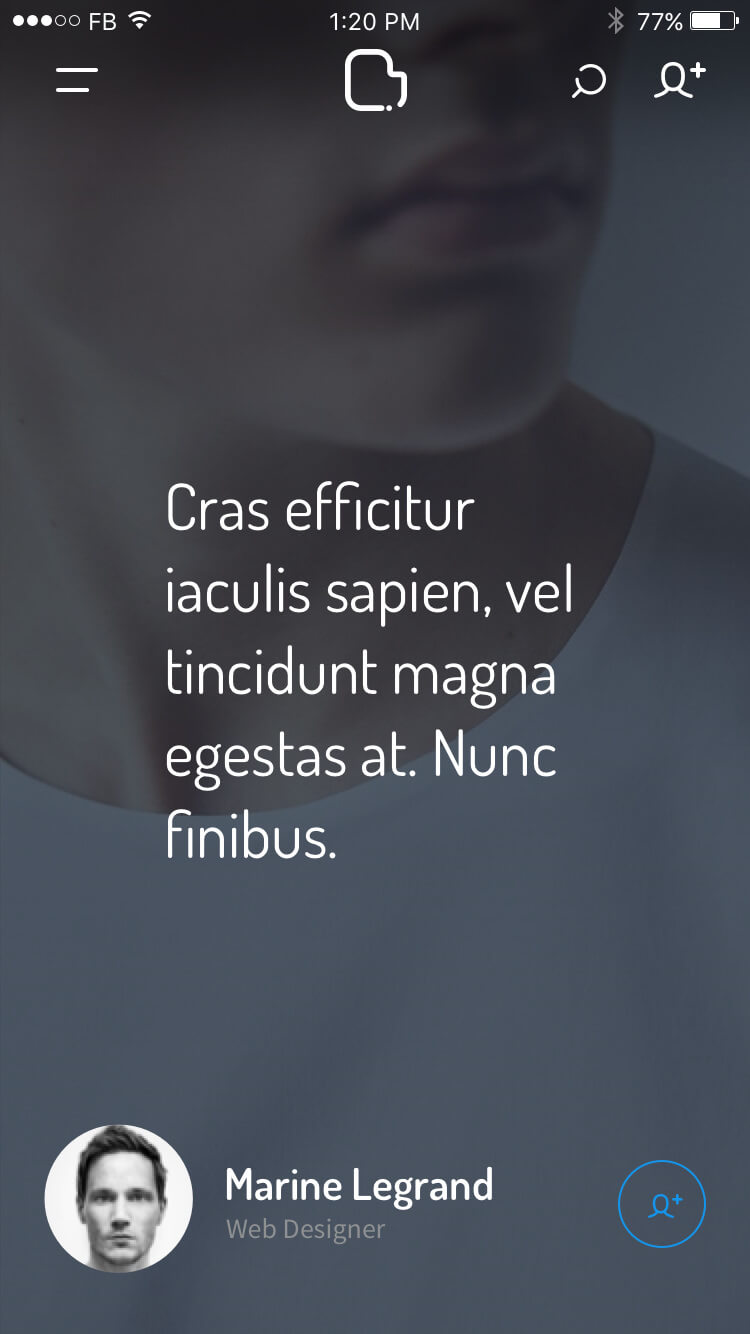 FB 1:20 PM 77%
Cras efficitur
iaculis sapien, vel
tincidunt magna
egestas at. Nunc
finibus.
Marine Legrand
Web Designer